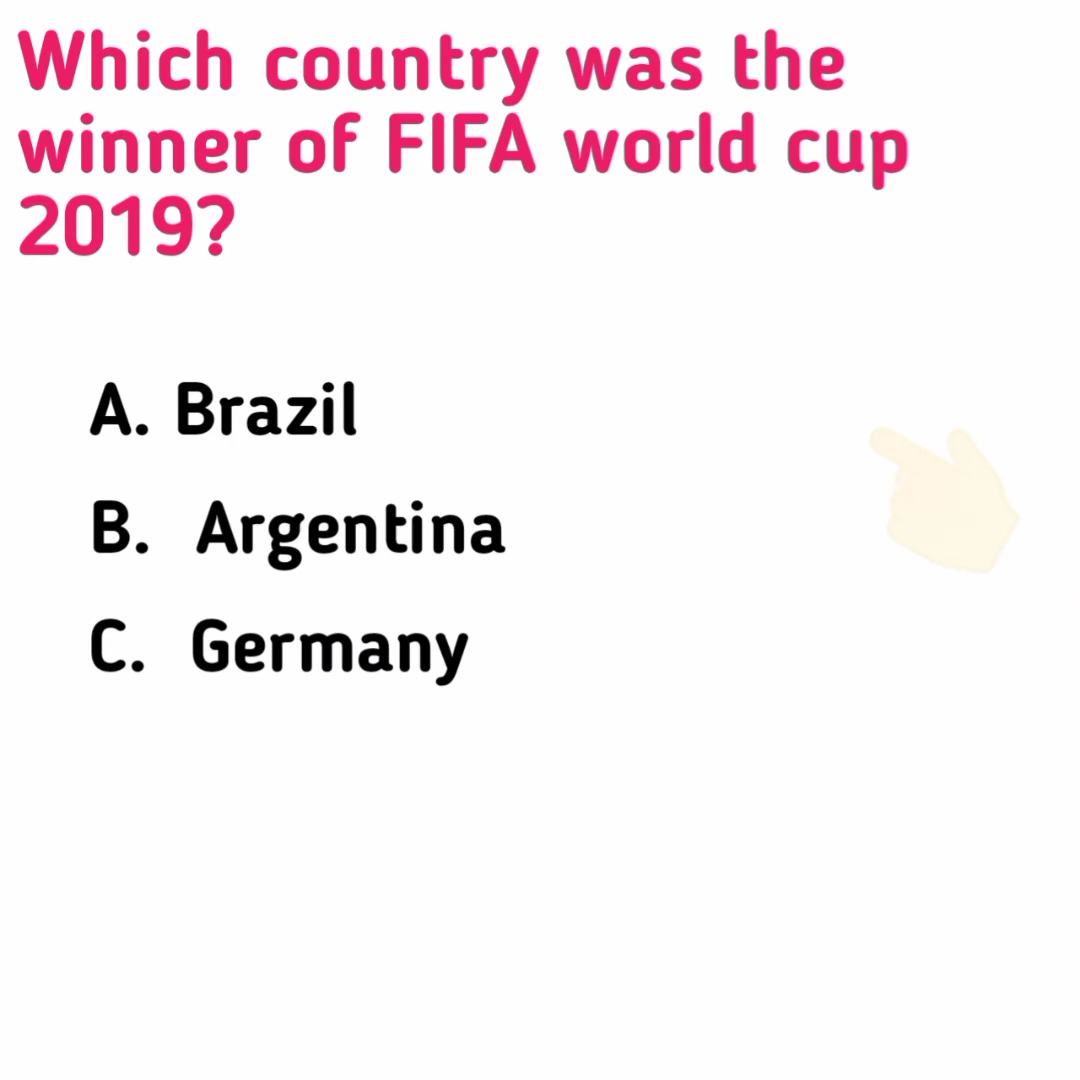 Which country was the
winner of FIFA world cup
2019?
A. Brazil
B. Argentina
C. Germany